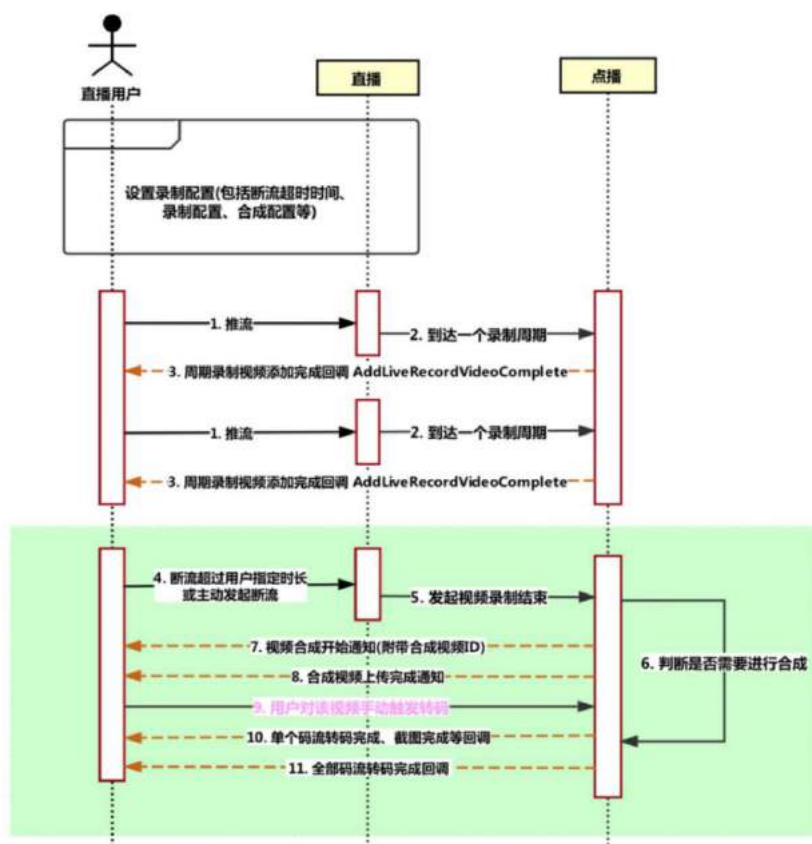 直播用户
直播
点播
设置录制配置(包括断流超时时间、
录制配置、合成配置等)
1. 推流
2. 到达一个录制周期
3. 周期录制视频添加完成回调 AddLiveRecordVideoComplete
1. 推流
2. 到达一个录制周期
3. 周期录制视频添加完成回调 AddLiveRecordVideoComplete
4. 断流超过用户指定时长
或主动发起断流
5. 发起视频录制结束
7. 视频合成开始通知(附带合成视频ID)
6. 判断是否需要进行合成
8. 合成视频上传完成通知
9. 用户对该视频手动触发转码
10. 单个码流转码完成、截图完成等回调
11. 全部码流转码完成回调